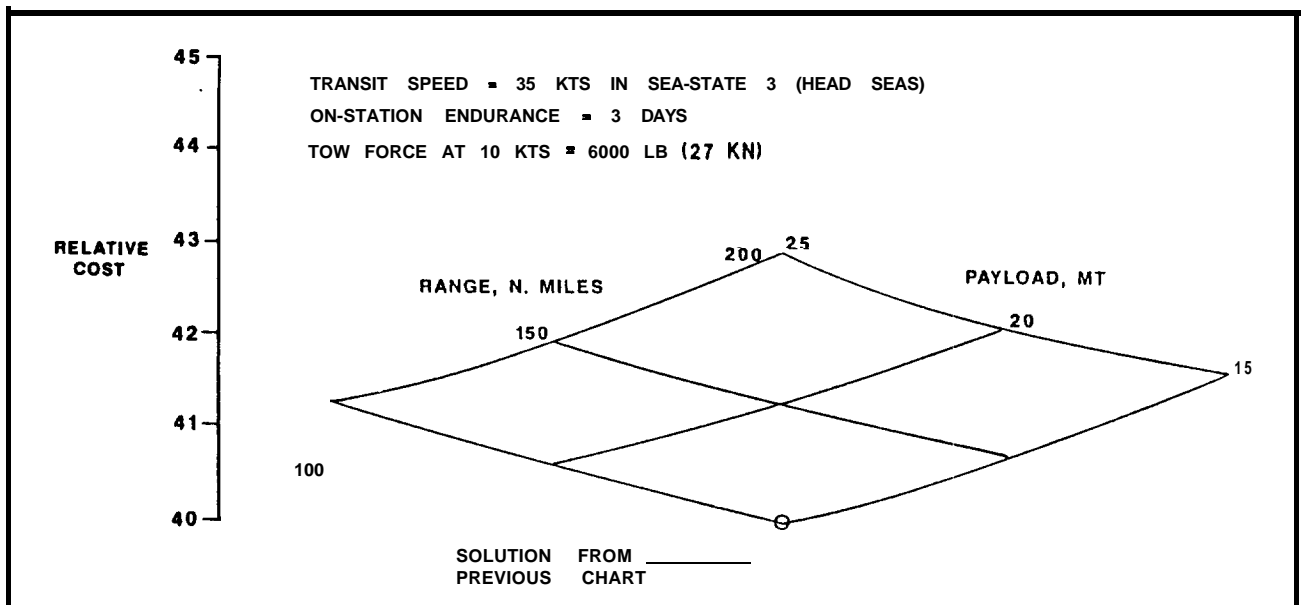 45
TRANSIT SPEED = 35 KTS IN SEA-STATE 3 (HEAD SEAS)
ON-STATION ENDURANCE = 3 DAYS
44
TOW FORCE AT 10 KTS = 6000 LB (27 KN)
43
RELATIVE
COST
200 25
RANGE, N. MILES
PAYLOAD, MT
42
150
20
15
41
100
40
SOLUTION FROM
PREVIOUS CHART